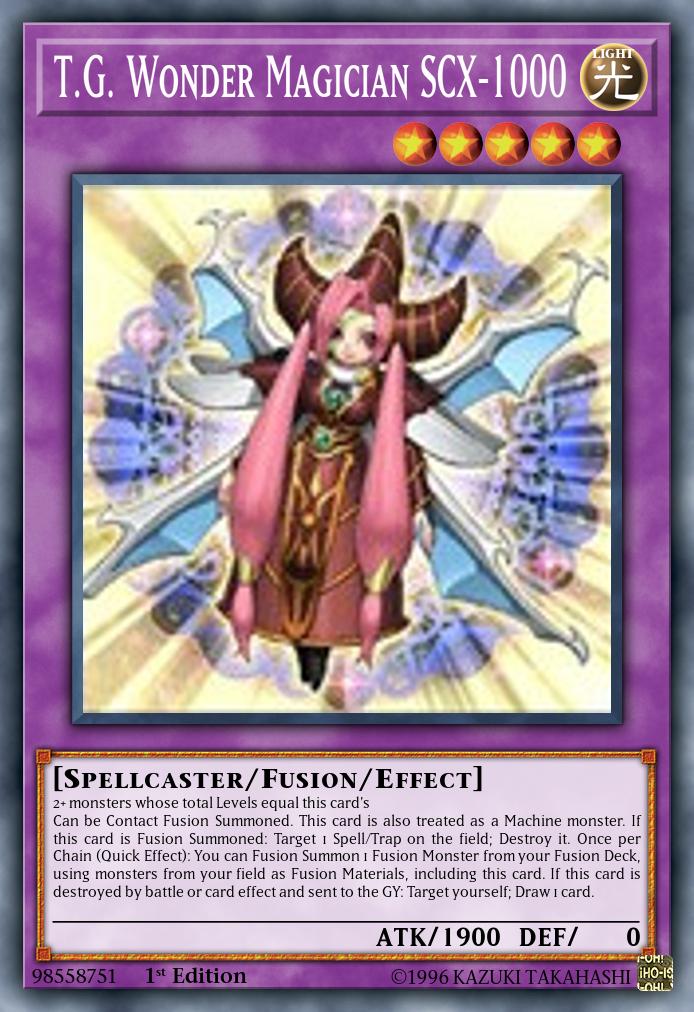 T.G. Wonder Magician SCX-1000
LIGHT
光
[Spellcaster/Fusion/Effect]
2+ monsters whose total Levels equal this card's
Can be Contact Fusion Summoned. This card is also treated as a Machine monster. If
this card is Fusion Summoned: Target 1 Spell/Trap on the field; Destroy it. Once per
Chain (Quick Effect): You can Fusion Summon 1 Fusion Monster from your Fusion Deck,
using monsters from your field as Fusion Materials, including this card. If this card is
destroyed by battle or card effect and sent to the GY: Target yourself; Draw 1 card.
ATK/1900 DEF/ 0
98558751 1st Edition ©1996 KAZUKI TAKAHASHI